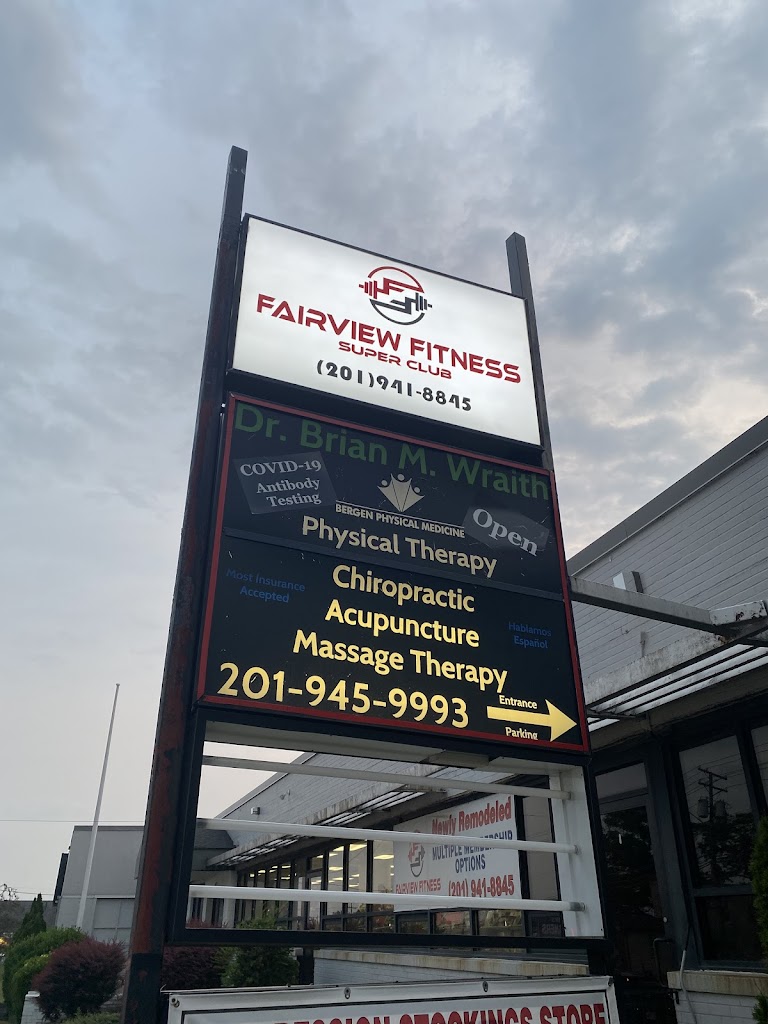 FAIRVIEW FITNESS
SUPER CLUB
(201)941-8845
Dr. Brian M. Wraith
COVID-19
Antibody
Testing
BERGEN PHYSICAL MEDICINE
Open
Physical Therapy
Chiropractic
Most Insurance
Accepted
Acupuncture
Hablamos
Español
Massage Therapy
201-945-9993
Entrance
Parking
Newly Remodeled
MULTIPLE MEMBERSHIP
OPTIONS
FAIRVIEW FITNESS
(201) 941-8845
STOCKINGS STORE